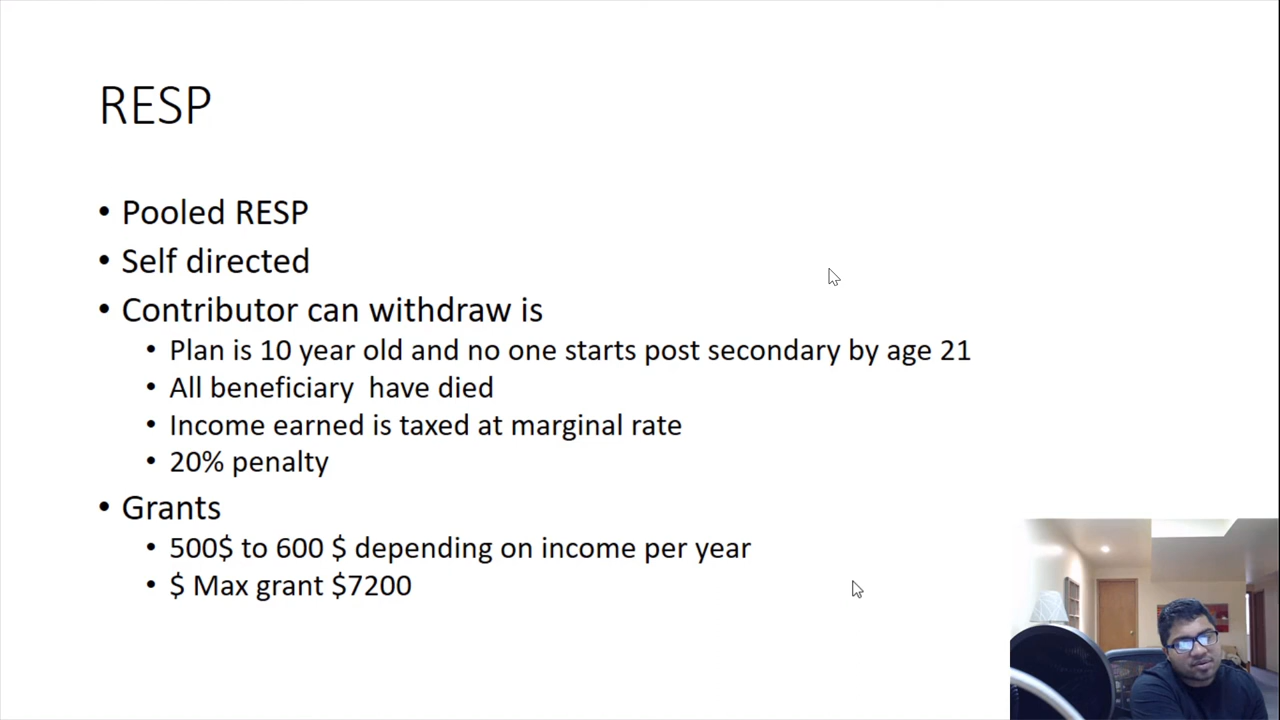 RESP
• Pooled RESP
• Self directed
• Contributor can withdraw is
• Plan is 10 year old and no one starts post secondary by age 21
• All beneficiary  have died
• Income earned is taxed at marginal rate
• 20% penalty
• Grants
• 500$ to 600 $ depending on income per year
• $ Max grant $7200